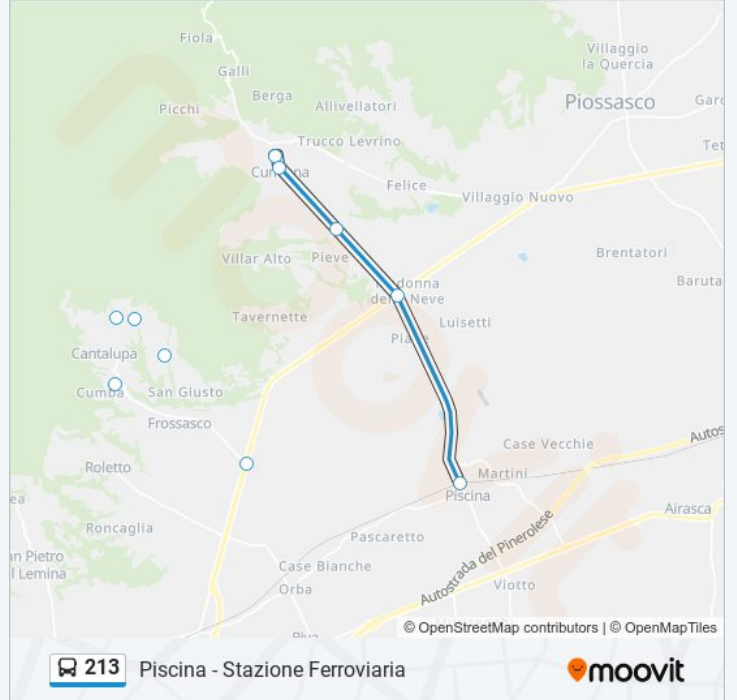 Fiola
Villaggio
la Quercia
Galli
Berga
Picchi
Allivellatori
Piossasco
Trucco Levrino
Felice
Villaggio Nuovo
Villar Alto
Pieve
Brentatori
Baruta
Tavernette
Luisetti
Cantalupa
Cumba
San Giusto
Frossasco
Case Vecchie
Autos
Roletto
Martini
Piscina
Airasca
Roncaglia
Pascaretto
Autostrada del Pinerolese
Case Bianche
Viotto
Orba
© OpenStreetMap contributors | © OpenMapTiles
213 Piscina - Stazione Ferroviaria
moovit